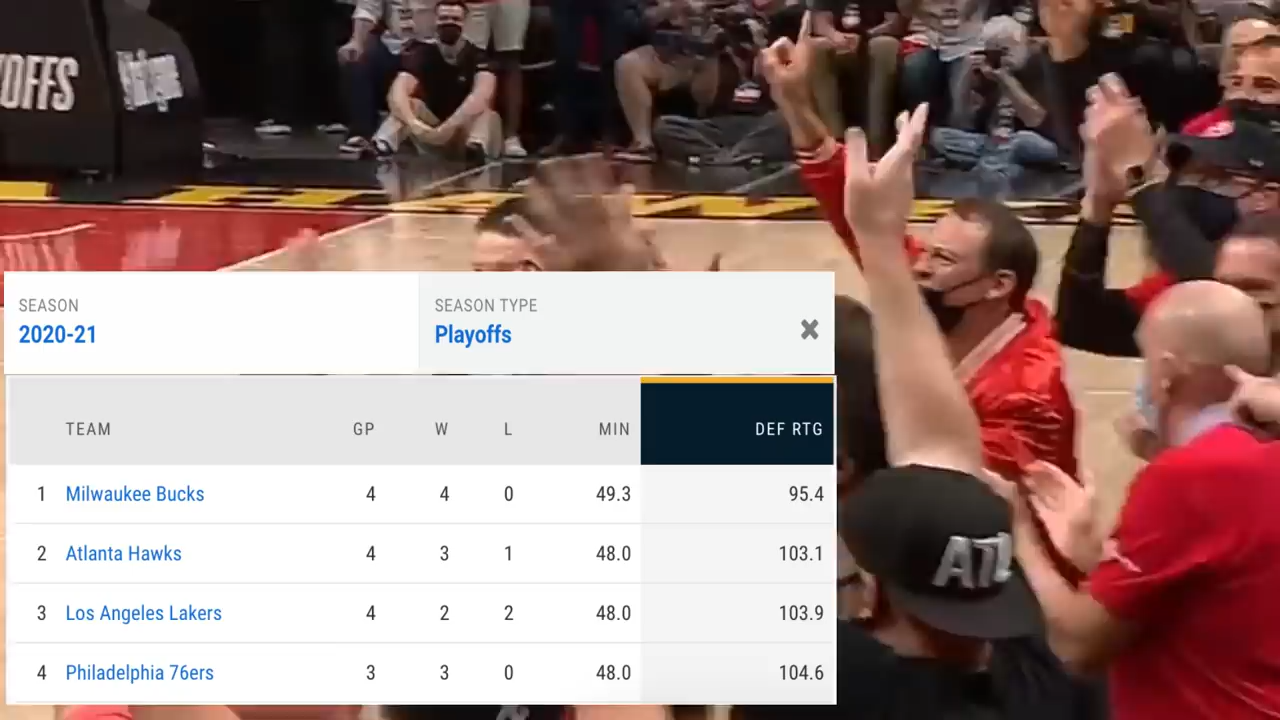 OFFS
SEASON
2020-21
SEASON TYPE
Playoffs
✖
TEAM GP W L MIN DEF RTG
1 Milwaukee Bucks 4 4 0 49.3 95.4
2 Atlanta Hawks 4 3 1 48.0 103.1
3 Los Angeles Lakers 4 2 2 48.0 103.9
4 Philadelphia 76ers 3 3 0 48.0 104.6
ATL